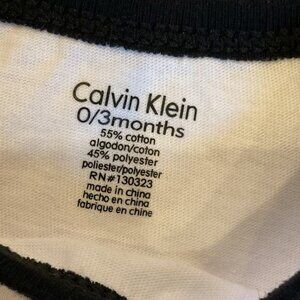 Calvin Klein
0/3months
55% cotton
algodon/coton
45% polyester
poliester/polyester
RN#130323
made in china
hecho en china
fabrique en chine